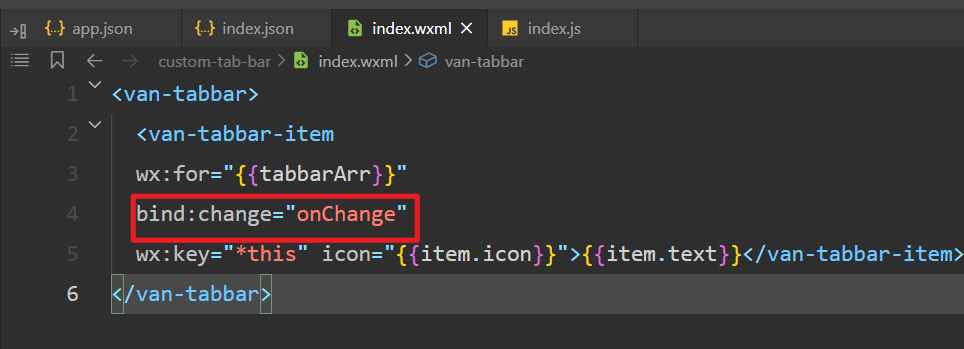 app.json index.json index.wxml JS index.js
custom-tab-bar index.wxml van-tabbar
1 <van-tabbar>
2 <van-tabbar-item
3 wx:for="{{tabbarArr}}"
4 bind:change="onChange"
5 wx:key="*this" icon="{{item.icon}}">{{item.text}}</van-tabbar-item>
6 </van-tabbar>